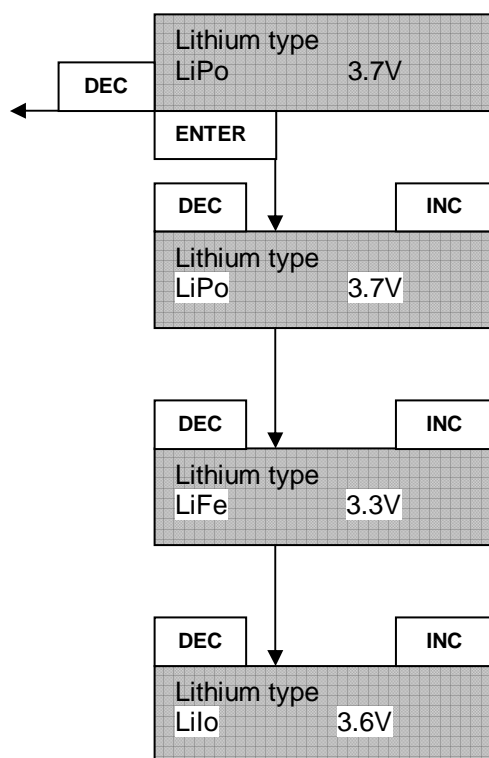 Lithium type
LiPo 3.7V
DEC
ENTER
DEC INC
Lithium type
LiPo 3.7V
DEC INC
Lithium type
LiFe 3.3V
DEC INC
Lithium type
LiIo 3.6V